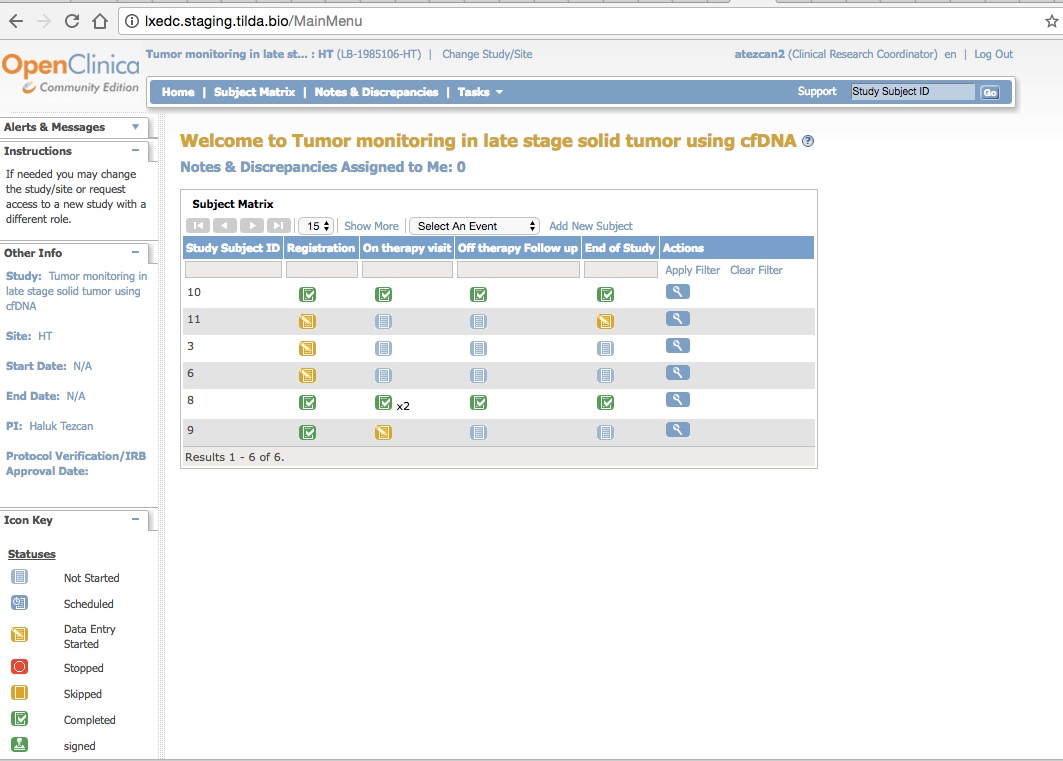 lxedc.staging.tilda.bio/MainMenu
OpenClinica
Community Edition
Tumor monitoring in late st... : HT (LB-1985106-HT) | Change Study/Site
atezcan2 (Clinical Research Coordinator) en | Log Out
Home | Subject Matrix | Notes & Discrepancies | Tasks
Support Study Subject ID Go
Alerts & Messages
Instructions
If needed you may change
the study/site or request
access to a new study with a
different role.
Other Info
Study: Tumor monitoring in
late stage solid tumor using
cfDNA
Site: HT
Start Date: N/A
End Date: N/A
PI: Haluk Tezcan
Protocol Verification/IRB
Approval Date:
Icon Key
Statuses
Not Started
Scheduled
Data Entry
Started
Stopped
Skipped
Completed
signed
Welcome to Tumor monitoring in late stage solid tumor using cfDNA ?
Notes & Discrepancies Assigned to Me: 0
Subject Matrix
15 Show More Select An Event Add New Subject
Study Subject ID Registration On therapy visit Off therapy Follow up End of Study Actions
Apply Filter Clear Filter
10
11
3
6
8 x2
9
Results 1 - 6 of 6.